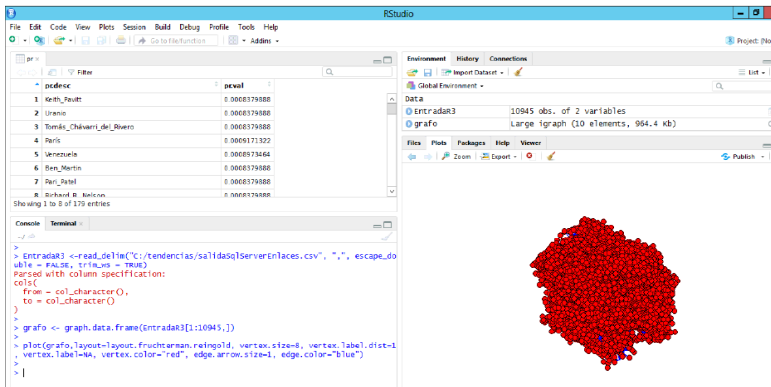 RStudio
File Edit Code View Plots Session Build Debug Profile Tools Help
Go to file/function
Addins
Project: (No
pr
Filter
pcdesc pcval
1 Keith_Pavitt 0.0008379888
2 Uranio 0.0008379888
3 Tomás_Chávarri_del_Rivero 0.0008379888
4 París 0.0009171322
5 Venezuela 0.0008973464
6 Ben_Martin 0.0008379888
7 Pari_Patel 0.0008379888
8 Richard_R._Nelson 0.0008379888
Showing 1 to 8 of 179 entries
Console Terminal
~/
>
> EntradaR3 <-read_delim("C:/tendencias/salidaSqlServerEnlaces.csv", ",", escape_do
uble = FALSE, trim_ws = TRUE)
Parsed with column specification:
cols(
from = col_character(),
to = col_character()
)
>
> grafo <- graph.data.frame(EntradaR3[1:10945,])
>
> plot(grafo,layout=layout.fruchterman.reingold, vertex.size=8, vertex.label.dist=1
, vertex.label=NA, vertex.color="red", edge.arrow.size=1, edge.color="blue")
>
>
Environment History Connections
Import Dataset
List
Global Environment
Data
EntradaR3 10945 obs. of 2 variables
grafo Large igraph (10 elements, 964.4 Kb)
Files Plots Packages Help Viewer
Zoom Export Publish